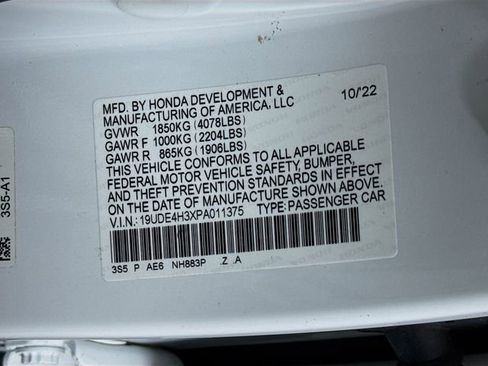 MFD. BY HONDA DEVELOPMENT & 10/22
MANUFACTURING OF AMERICA, LLC
GVWR 1850KG (4078LBS)
GAWR F 1000KG (2204LBS)
GAWR R 865KG (1906LBS)
THIS VEHICLE CONFORMS TO ALL APPLICABLE
FEDERAL MOTOR VEHICLE SAFETY, BUMPER,
AND THEFT PREVENTION STANDARDS IN EFFECT
ON THE DATE OF MANUFACTURE SHOWN ABOVE.
V.I.N.:19UDE4H3XPA011375 TYPE:PASSENGER CAR
3S5 P AE6 NH883P .Z .A
3S5-A1